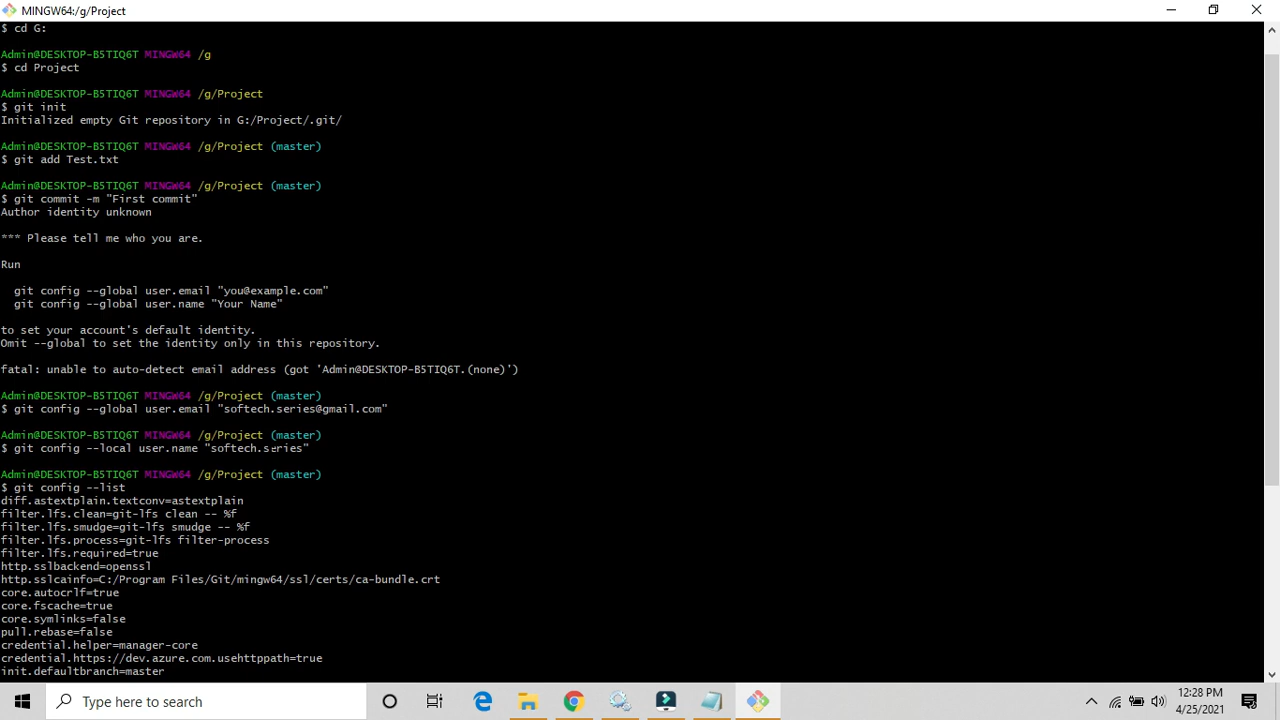 MINGW64:/g/Project
$ cd G:
Admin@DESKTOP-B5TIQ6T MINGW64 /g
$ cd Project
Admin@DESKTOP-B5TIQ6T MINGW64 /g/Project
$ git init
Initialized empty Git repository in G:/Project/.git/
Admin@DESKTOP-B5TIQ6T MINGW64 /g/Project (master)
$ git add Test.txt
Admin@DESKTOP-B5TIQ6T MINGW64 /g/Project (master)
$ git commit -m "First commit"
Author identity unknown
*** Please tell me who you are.
Run
git config --global user.email "you@example.com"
git config --global user.name "Your Name"
to set your account's default identity.
Omit --global to set the identity only in this repository.
fatal: unable to auto-detect email address (got 'Admin@DESKTOP-B5TIQ6T.(none)')
Admin@DESKTOP-B5TIQ6T MINGW64 /g/Project (master)
$ git config --global user.email "softech.series@gmail.com"
Admin@DESKTOP-B5TIQ6T MINGW64 /g/Project (master)
$ git config --local user.name "softech.series"
Admin@DESKTOP-B5TIQ6T MINGW64 /g/Project (master)
$ git config --list
diff.astextplain.textconv=astextplain
filter.lfs.clean=git-lfs clean -- %f
filter.lfs.smudge=git-lfs smudge -- %f
filter.lfs.process=git-lfs filter-process
filter.lfs.required=true
http.sslbackend=openssl
http.sslcainfo=C:/Program Files/Git/mingw64/ssl/certs/ca-bundle.crt
core.autocrlf=true
core.fscache=true
core.symlinks=false
pull.rebase=false
credential.helper=manager-core
credential.https://dev.azure.com.usehttppath=true
init.defaultbranch=master
Type here to search
12:28 PM
4/25/2021